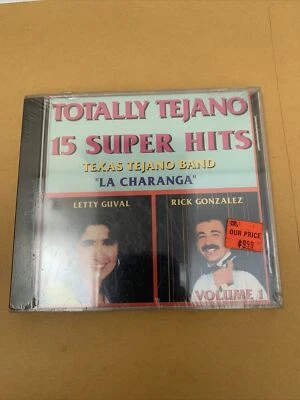 TOTALLY TEJANO
15 SUPER HITS
TEXAS TEJANO BAND
"LA CHARANGA"
LETTY GUVAL
RICK GONZALEZ
OUR PRICE
VOLUME 1